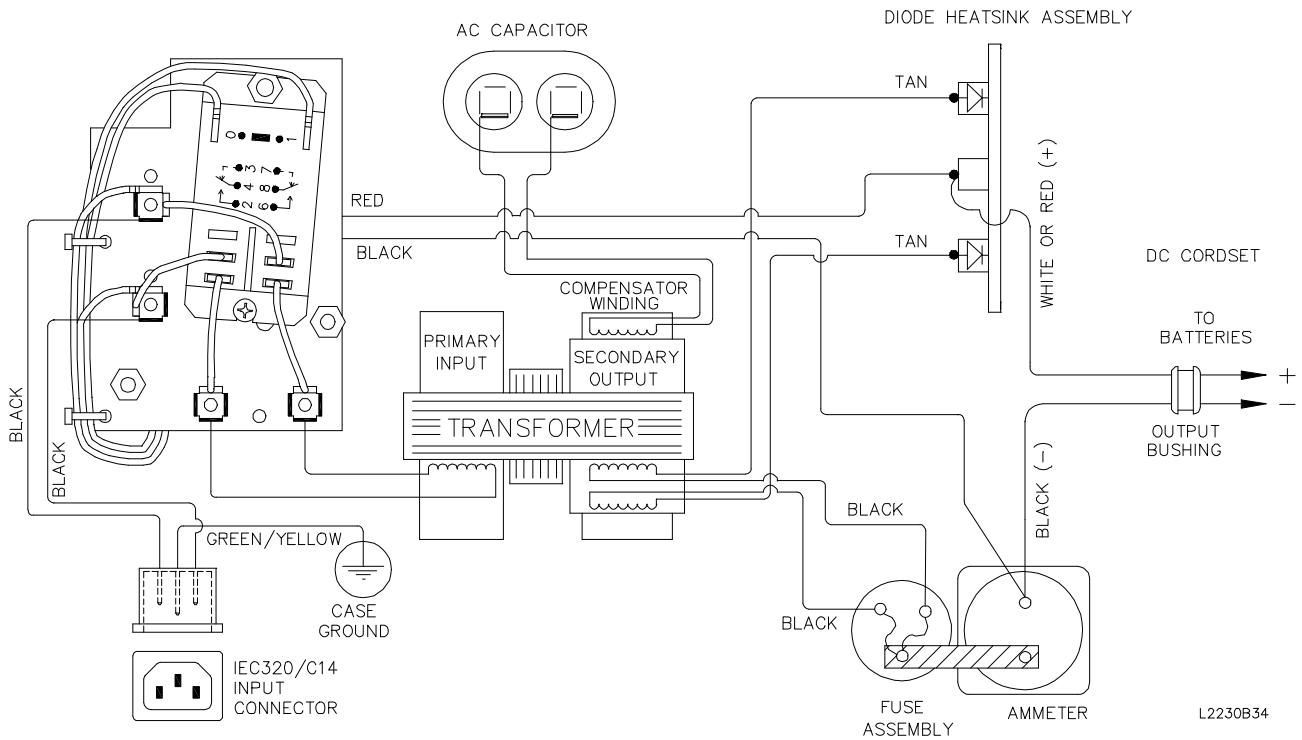 DIODE HEATSINK ASSEMBLY
AC CAPACITOR
TAN
0 1
3 7
4 8
2 6
WHITE OR RED (+)
RED
BLACK
TAN
DC CORDSET
COMPENSATOR
WINDING
TO
BATTERIES
PRIMARY
INPUT
SECONDARY
OUTPUT
+
−
BLACK
BLACK
TRANSFORMER
OUTPUT
BUSHING
BLACK (−)
BLACK
GREEN/YELLOW
CASE
GROUND
BLACK
IEC320/C14
INPUT
CONNECTOR
FUSE
ASSEMBLY
AMMETER
L2230B34